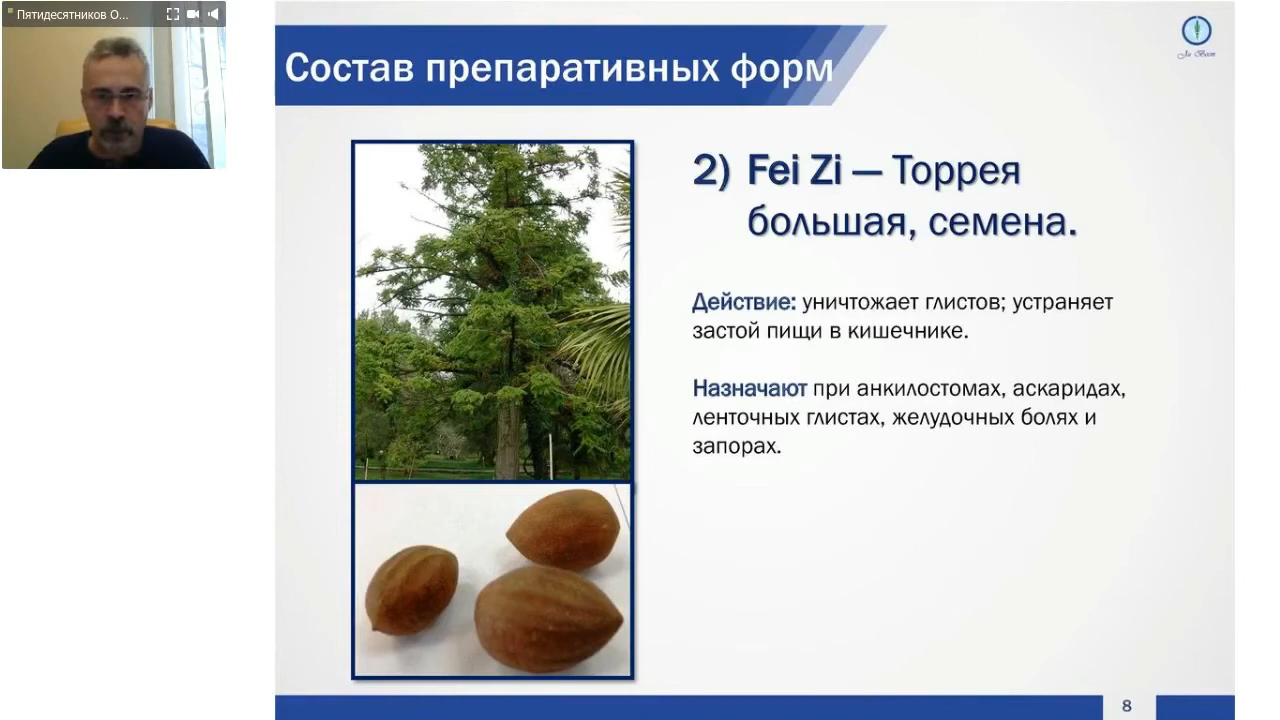 Пятидесятников О...
Состав препаративных форм
2) Fei Zi — Торрея
большая, семена.
Действие: уничтожает глистов; устраняет
застой пищи в кишечнике.
Назначают при анкилостомах, аскаридах,
ленточных глистах, желудочных болях и
запорах.
8